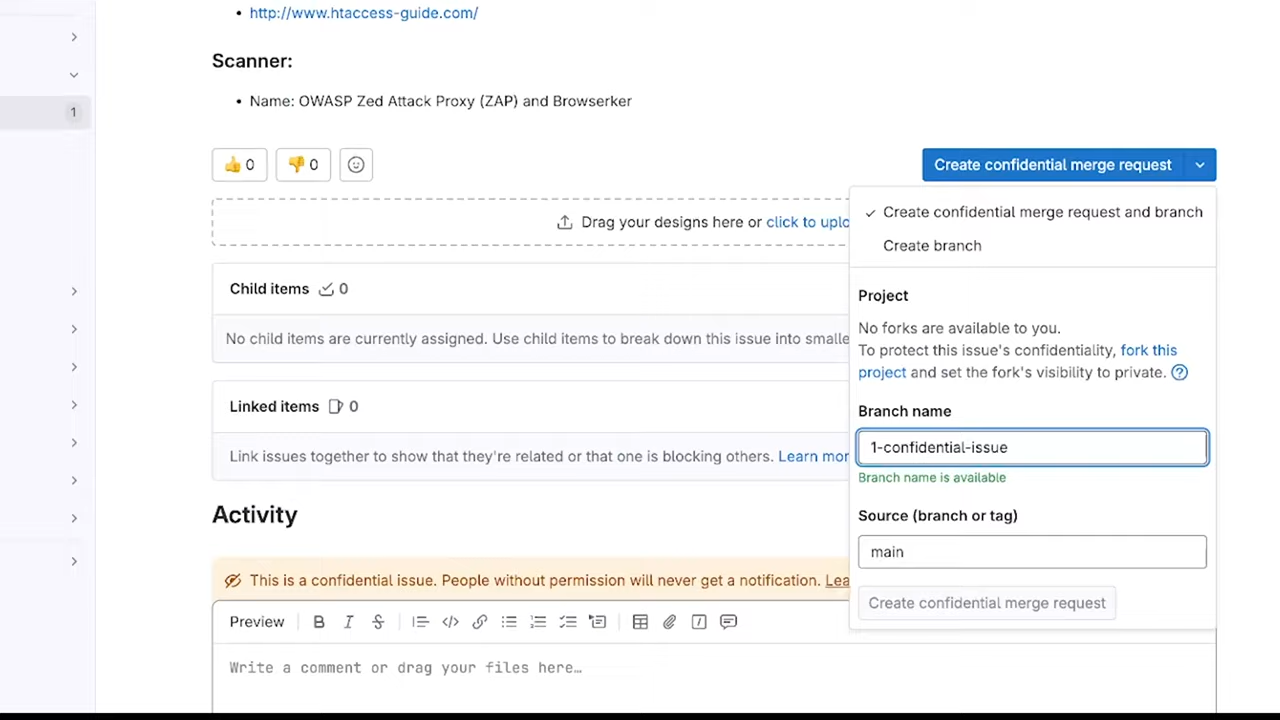 http://www.htaccess-guide.com/
Scanner:
Name: OWASP Zed Attack Proxy (ZAP) and Browserker
1
👍 0
👎 0
Create confidential merge request
Create confidential merge request and branch
Create branch
Drag your designs here or click to uplo
Child items 0
No child items are currently assigned. Use child items to break down this issue into smalle
Project
No forks are available to you.
To protect this issue's confidentiality, fork this
project and set the fork's visibility to private.
Linked items 0
Link issues together to show that they're related or that one is blocking others. Learn mor
Branch name
1-confidential-issue
Branch name is available
Source (branch or tag)
main
Create confidential merge request
Activity
This is a confidential issue. People without permission will never get a notification. Lea
Preview
Write a comment or drag your files here…